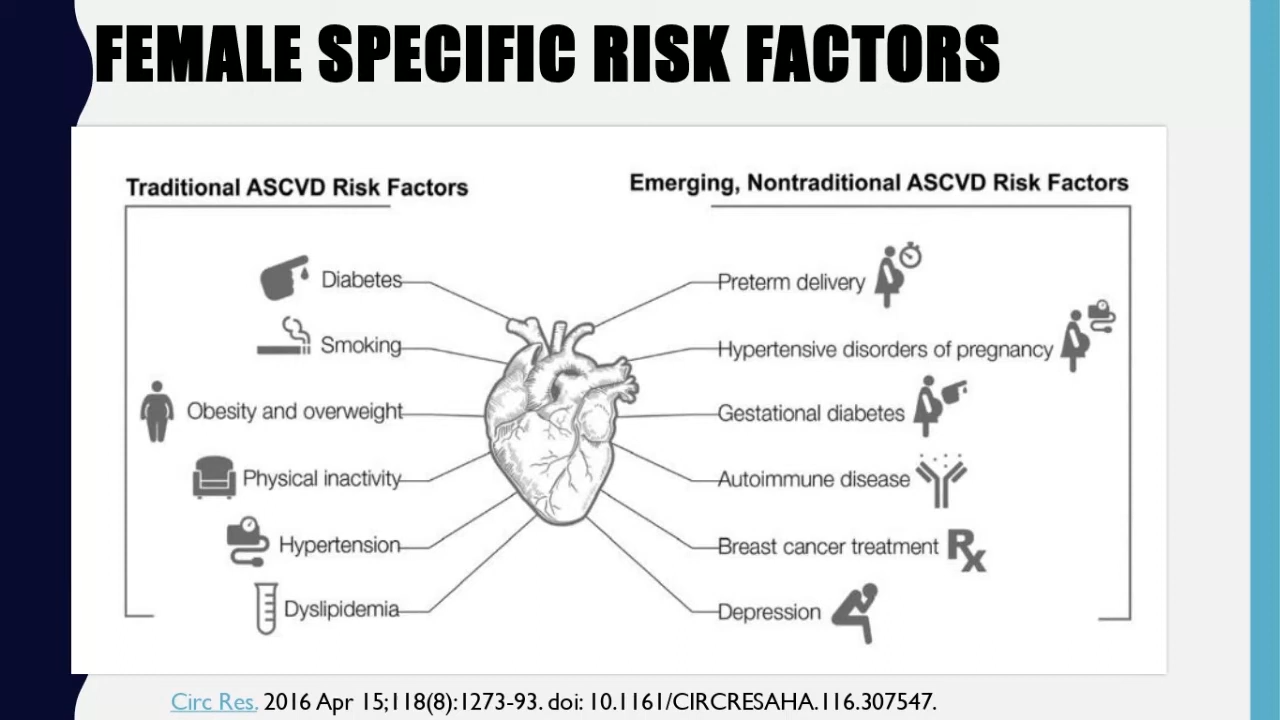 FEMALE SPECIFIC RISK FACTORS
Traditional ASCVD Risk Factors
Diabetes
Smoking
Obesity and overweight
Physical inactivity
Hypertension
Dyslipidemia
Emerging, Nontraditional ASCVD Risk Factors
Preterm delivery
Hypertensive disorders of pregnancy
Gestational diabetes
Autoimmune disease
Breast cancer treatment
Rx
Depression
Circ Res. 2016 Apr 15;118(8):1273-93. doi: 10.1161/CIRCRESAHA.116.307547.